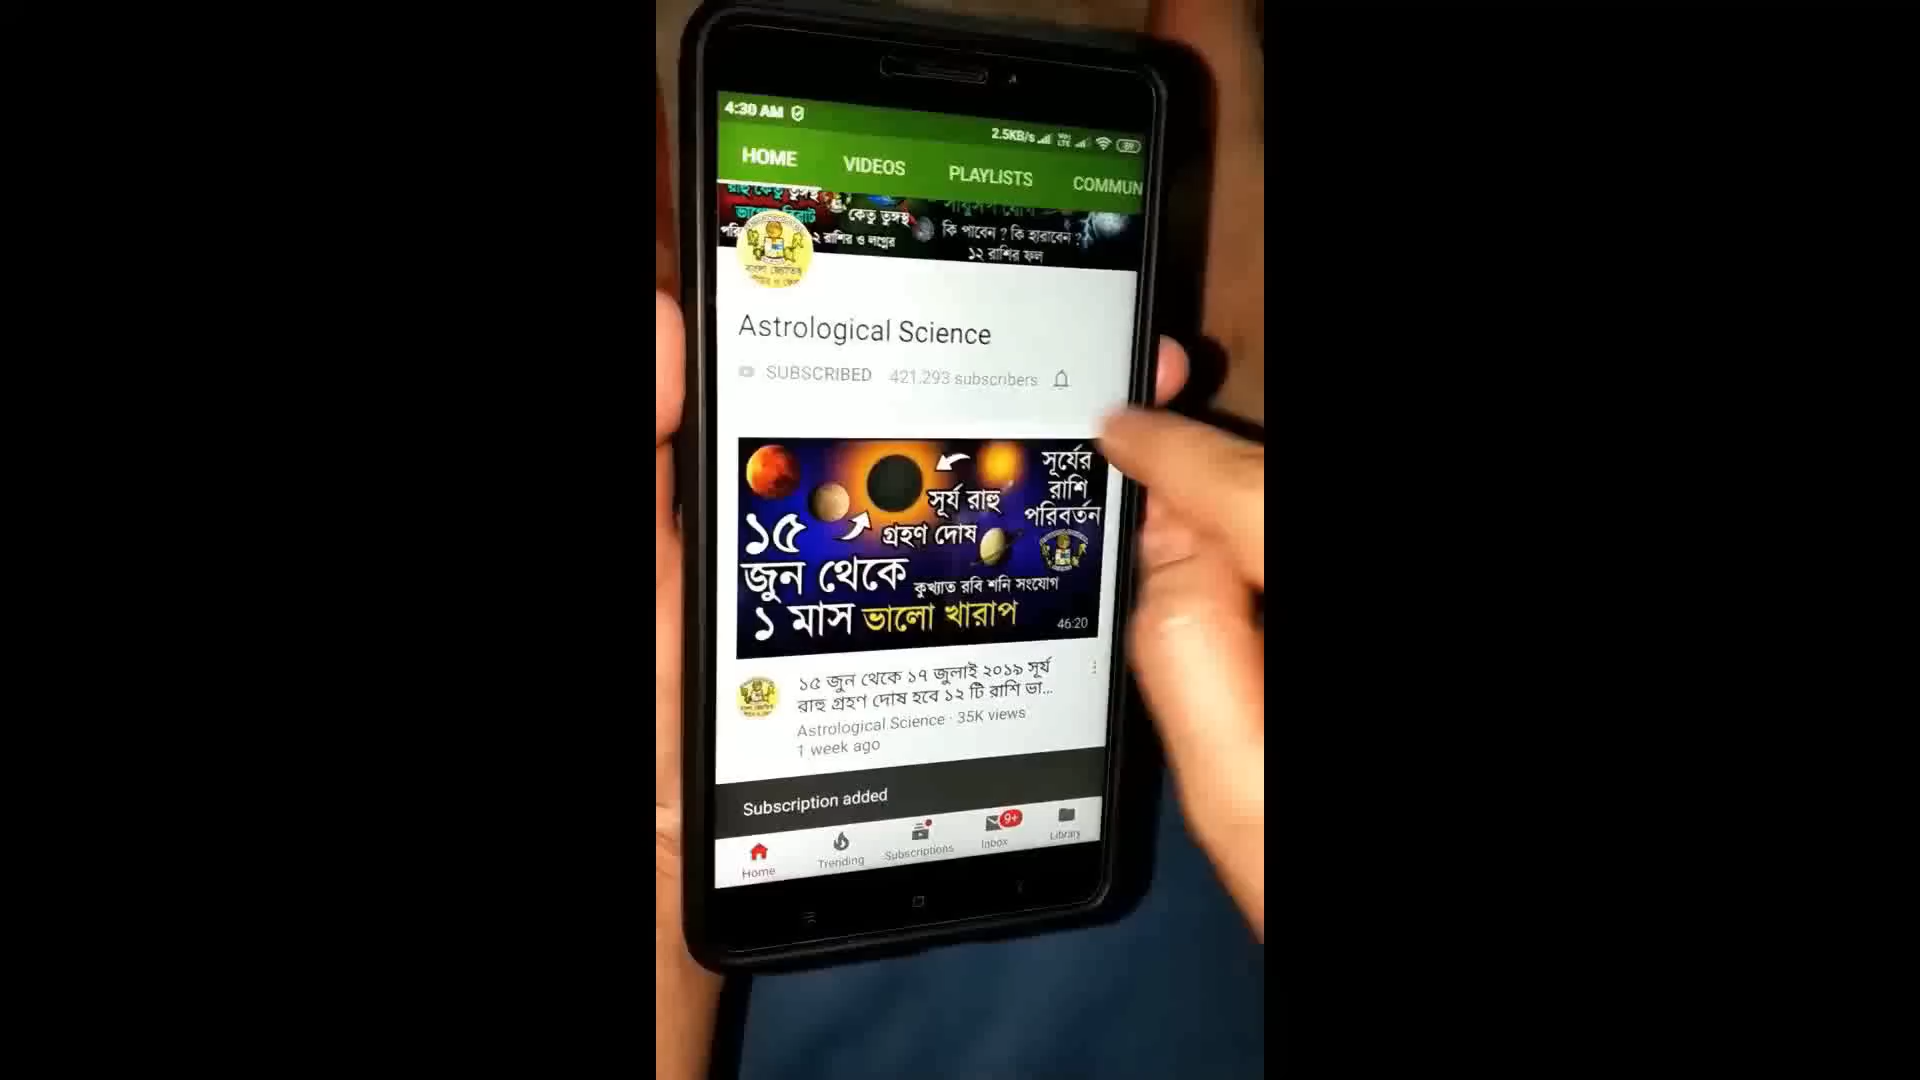 4:30 AM
2.5KB/s
HOME VIDEOS PLAYLISTS COMMUN
রাহু কেতু তুঙ্গস্থ
কেতু তুঙ্গস্থ
২ রাশির ও লগ্নের
কি পাবেন ? কি হারাবেন ?
১২ রাশির ফল
Astrological Science
SUBSCRIBED 421,293 subscribers
সূর্যের
রাশি
পরিবর্তন
সূর্য রাহু
গ্রহণ দোষ
১৫
জুন থেকে
কুখ্যাত রবি শনি সংযোগ
১ মাস ভালো খারাপ
46:20
১৫ জুন থেকে ১৭ জুলাই ২০১৯ সূর্য
রাহু গ্রহণ দোষ হবে ১২ টি রাশি ভা...
Astrological Science · 35K views
1 week ago
Subscription added
9+
Home Trending Subscriptions Inbox Library